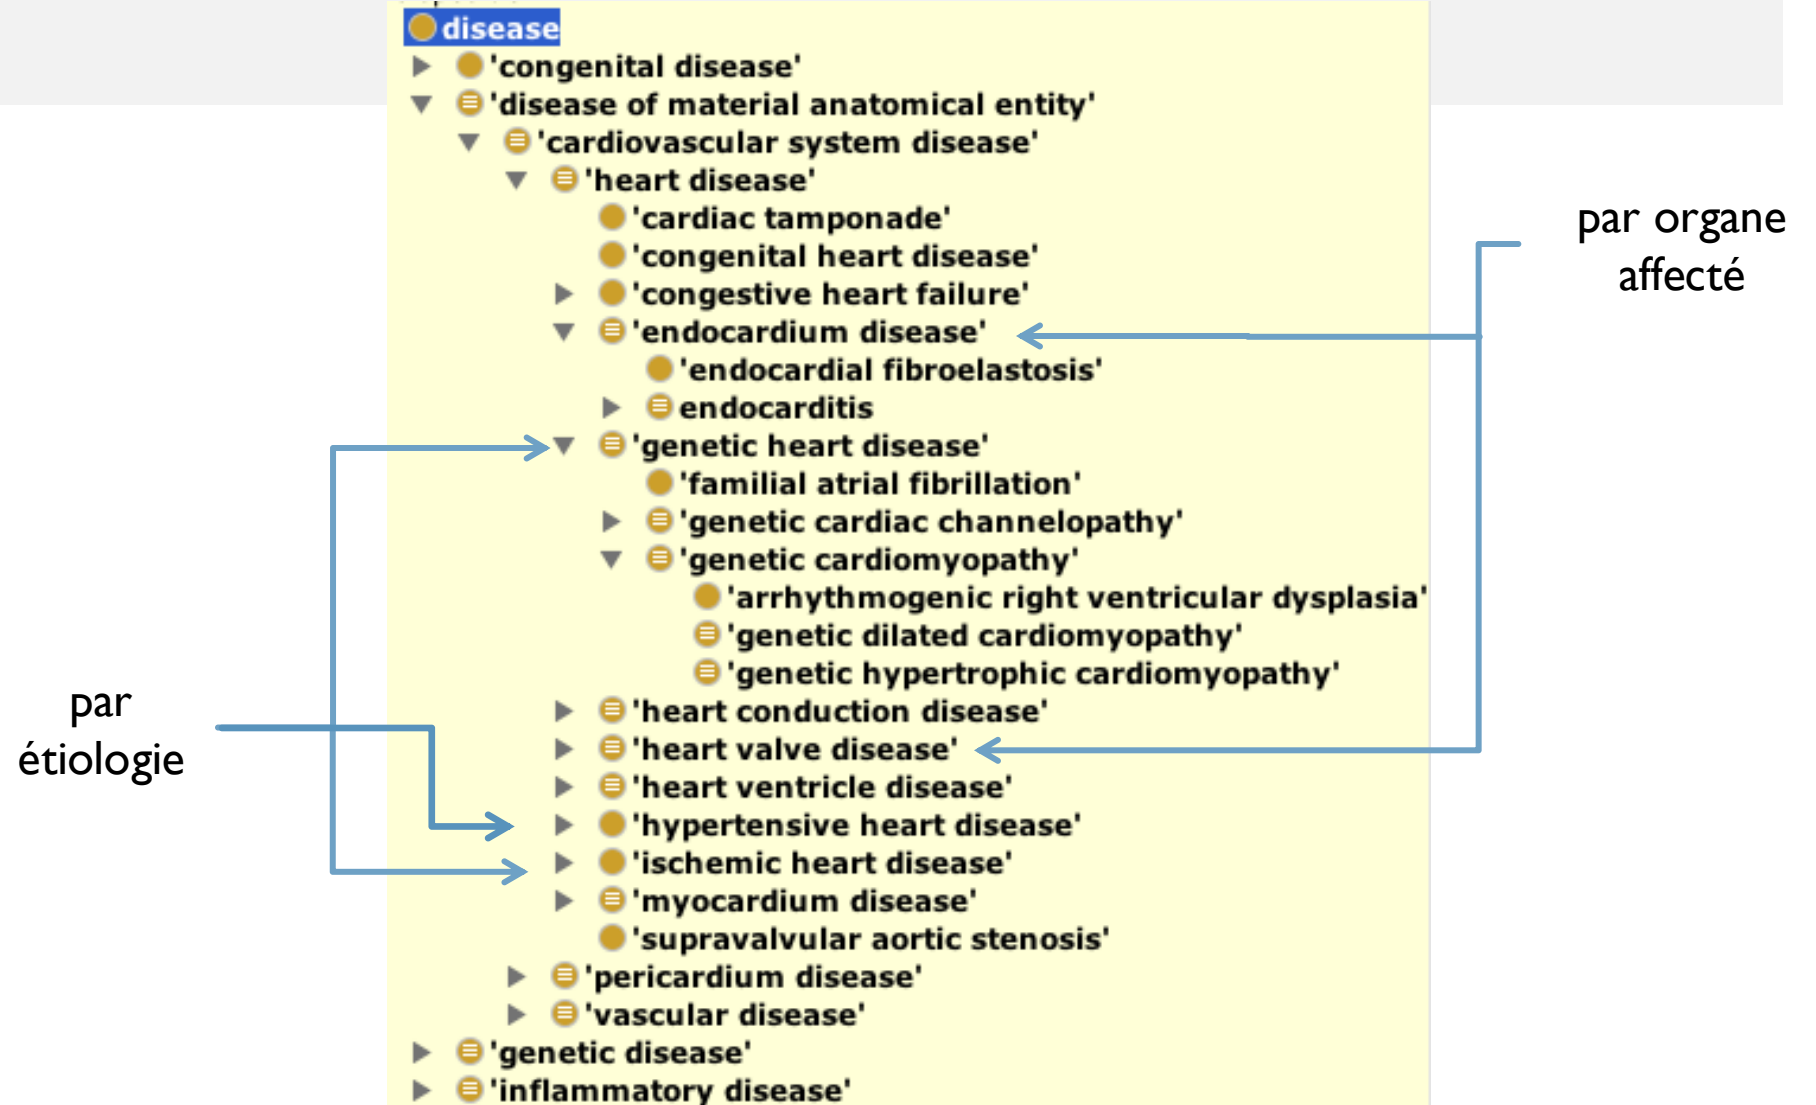 disease
'congenital disease'
'disease of material anatomical entity'
'cardiovascular system disease'
'heart disease'
'cardiac tamponade'
'congenital heart disease'
'congestive heart failure'
'endocardium disease'
'endocardial fibroelastosis'
endocarditis
'genetic heart disease'
'familial atrial fibrillation'
'genetic cardiac channelopathy'
'genetic cardiomyopathy'
'arrhythmogenic right ventricular dysplasia'
'genetic dilated cardiomyopathy'
'genetic hypertrophic cardiomyopathy'
'heart conduction disease'
'heart valve disease'
'heart ventricle disease'
'hypertensive heart disease'
'ischemic heart disease'
'myocardium disease'
'supravalvular aortic stenosis'
'pericardium disease'
'vascular disease'
'genetic disease'
'inflammatory disease'
par organe
affecté
par
étiologie